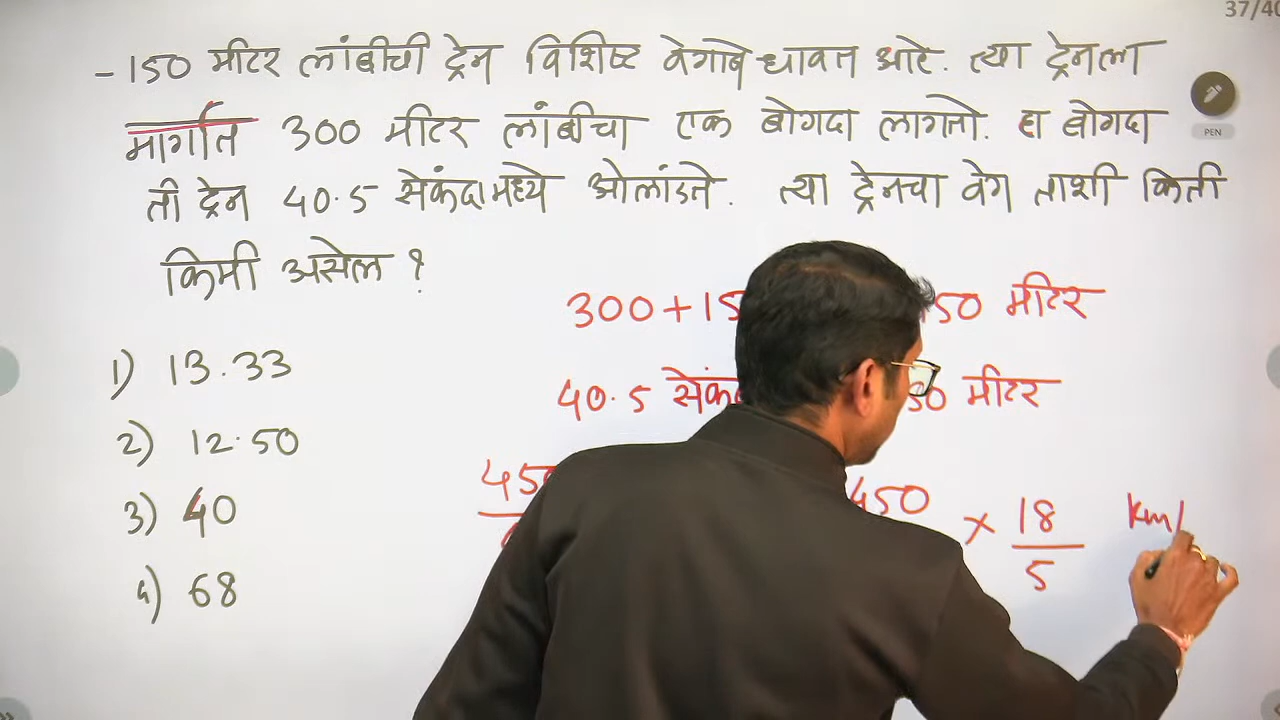 37/40
-150 मीटर लांबीची ट्रेन विशिष्ट वेगाने धावत आहे. त्या ट्रेनला
मार्गात 300 मीटर लांबीचा एक बोगदा लागतो. हा बोगदा
PEN
ती ट्रेन 40.5 सेकंदामध्ये ओलांडते. त्या ट्रेनचा वेग ताशी किती
किमी असेल ?
300+15 50 मीटर
1) 13.33
40.5 सेकं 50 मीटर
2) 12.50
450 450 × 18/5 km/
3) 40
4) 68